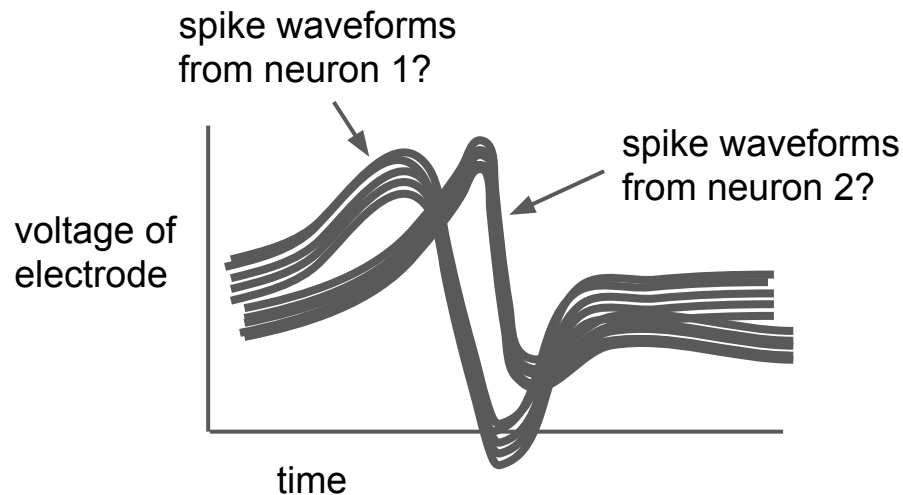 spike waveforms
from neuron 1?
spike waveforms
from neuron 2?
voltage of
electrode
time